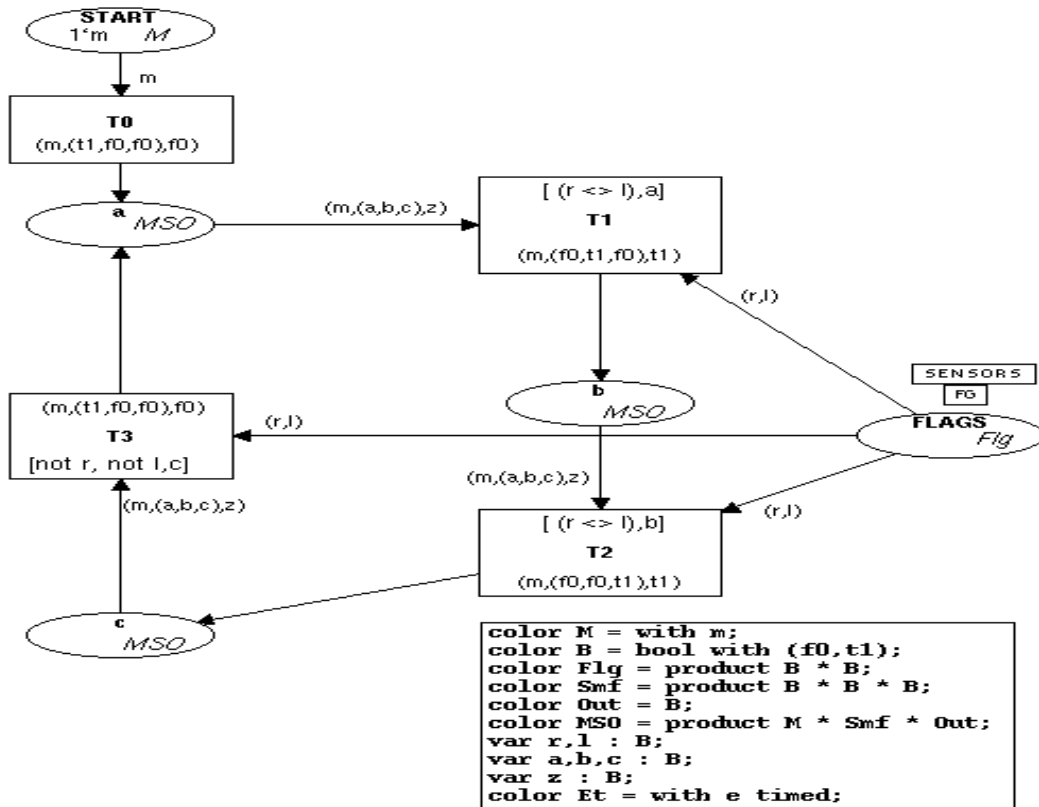 START
1'm M
m
T0
(m,(t1,f0,f0),f0)
a
MSO
(m,(a,b,c),z)
[ (r <> l),a]
T1
(m,(f0,t1,f0),t1)
(r,l)
SENSORS
FG
FLAGS
Flg
b
MSO
(m,(t1,f0,f0),f0)
T3
[not r, not l,c]
(r,l)
(m,(a,b,c),z)
(m,(a,b,c),z)
(r,l)
[ (r <> l),b]
T2
(m,(f0,f0,t1),t1)
c
MSO
color M = with m;
color B = bool with (f0,t1);
color Flg = product B * B;
color Smf = product B * B * B;
color Out = B;
color MSO = product M * Smf * Out;
var r,l : B;
var a,b,c : B;
var z : B;
color Et = with e timed;